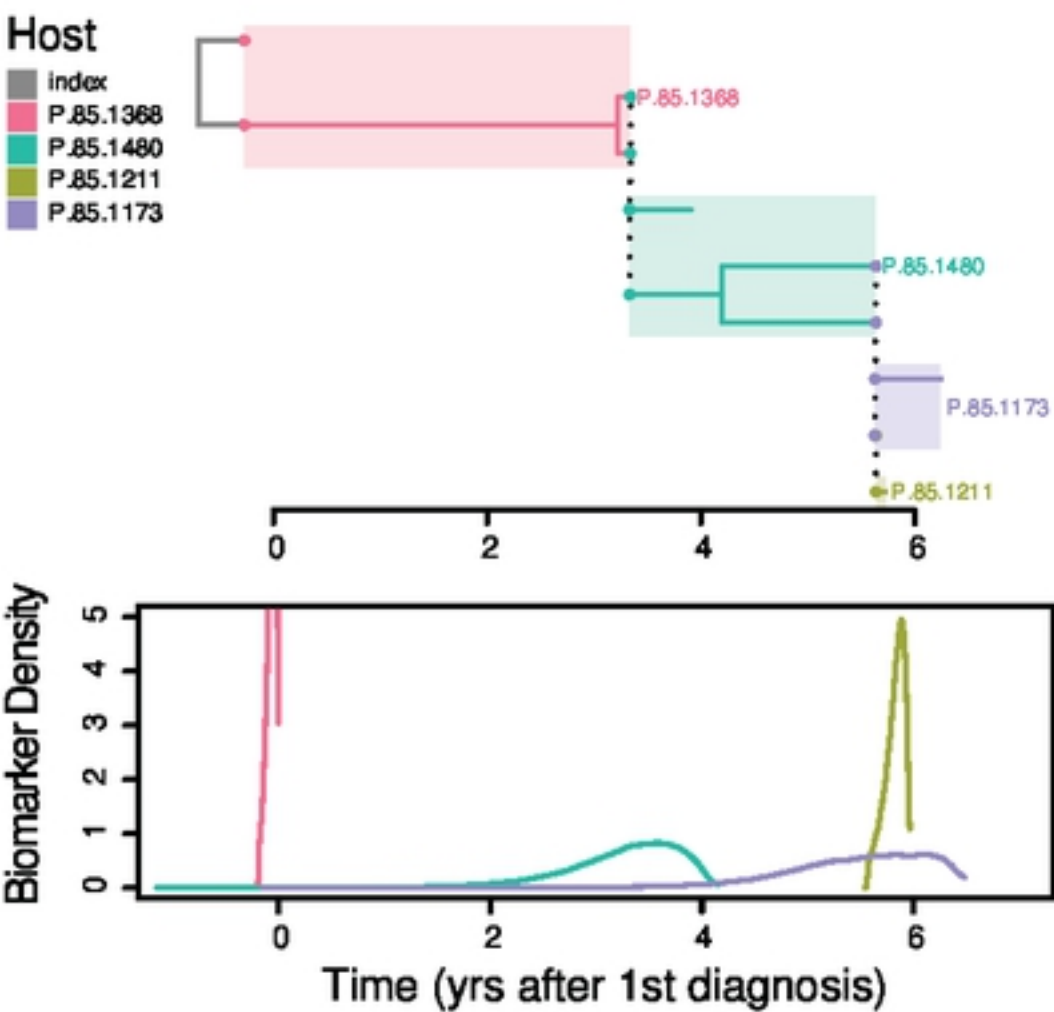 Host
index
P.85.1368
P.85.1480
P.85.1211
P.85.1173
P.85.1368
P.85.1480
P.85.1173
P.85.1211
0 2 4 6
Biomarker Density
5
4
3
2
1
0
0 2 4 6
Time (yrs after 1st diagnosis)